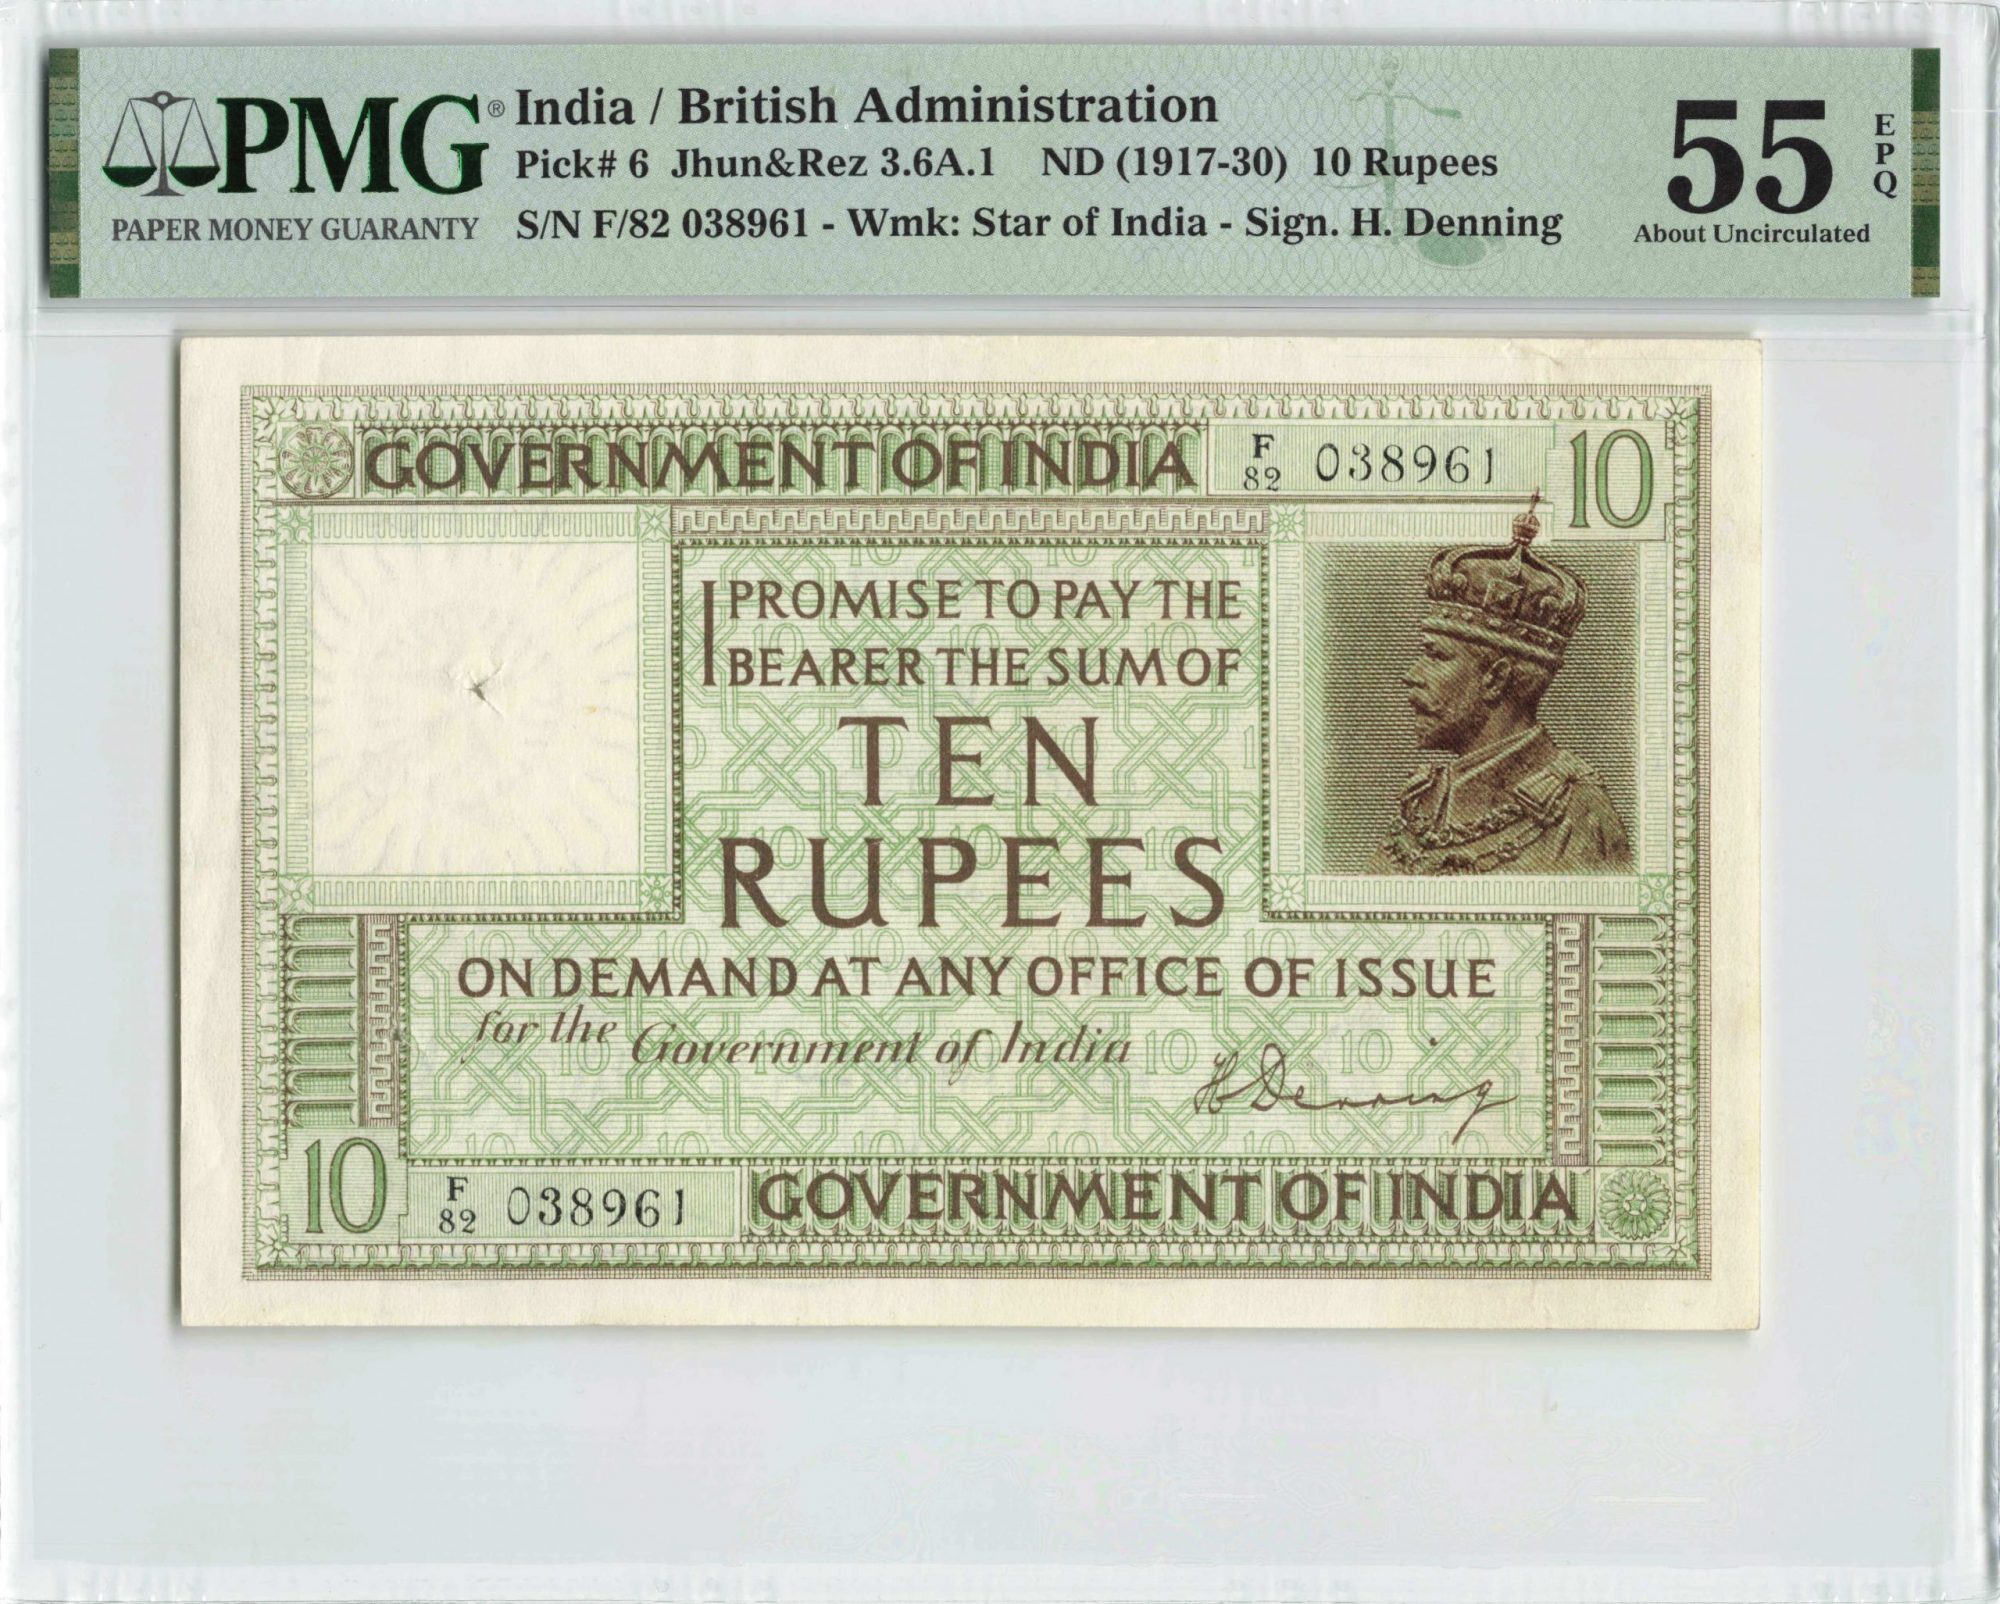 PMG® India / British Administration
PAPER MONEY GUARANTY
Pick# 6 Jhun&Rez 3.6A.1 ND (1917-30) 10 Rupees
S/N F/82 038961 - Wmk: Star of India - Sign. H. Denning
55 EPQ
About Uncirculated
GOVERNMENT OF INDIA
F
82 038961
10
I PROMISE TO PAY THE
BEARER THE SUM OF
TEN
RUPEES
ON DEMAND AT ANY OFFICE OF ISSUE
for the Government of India
H Denning
10
F
82 038961
GOVERNMENT OF INDIA